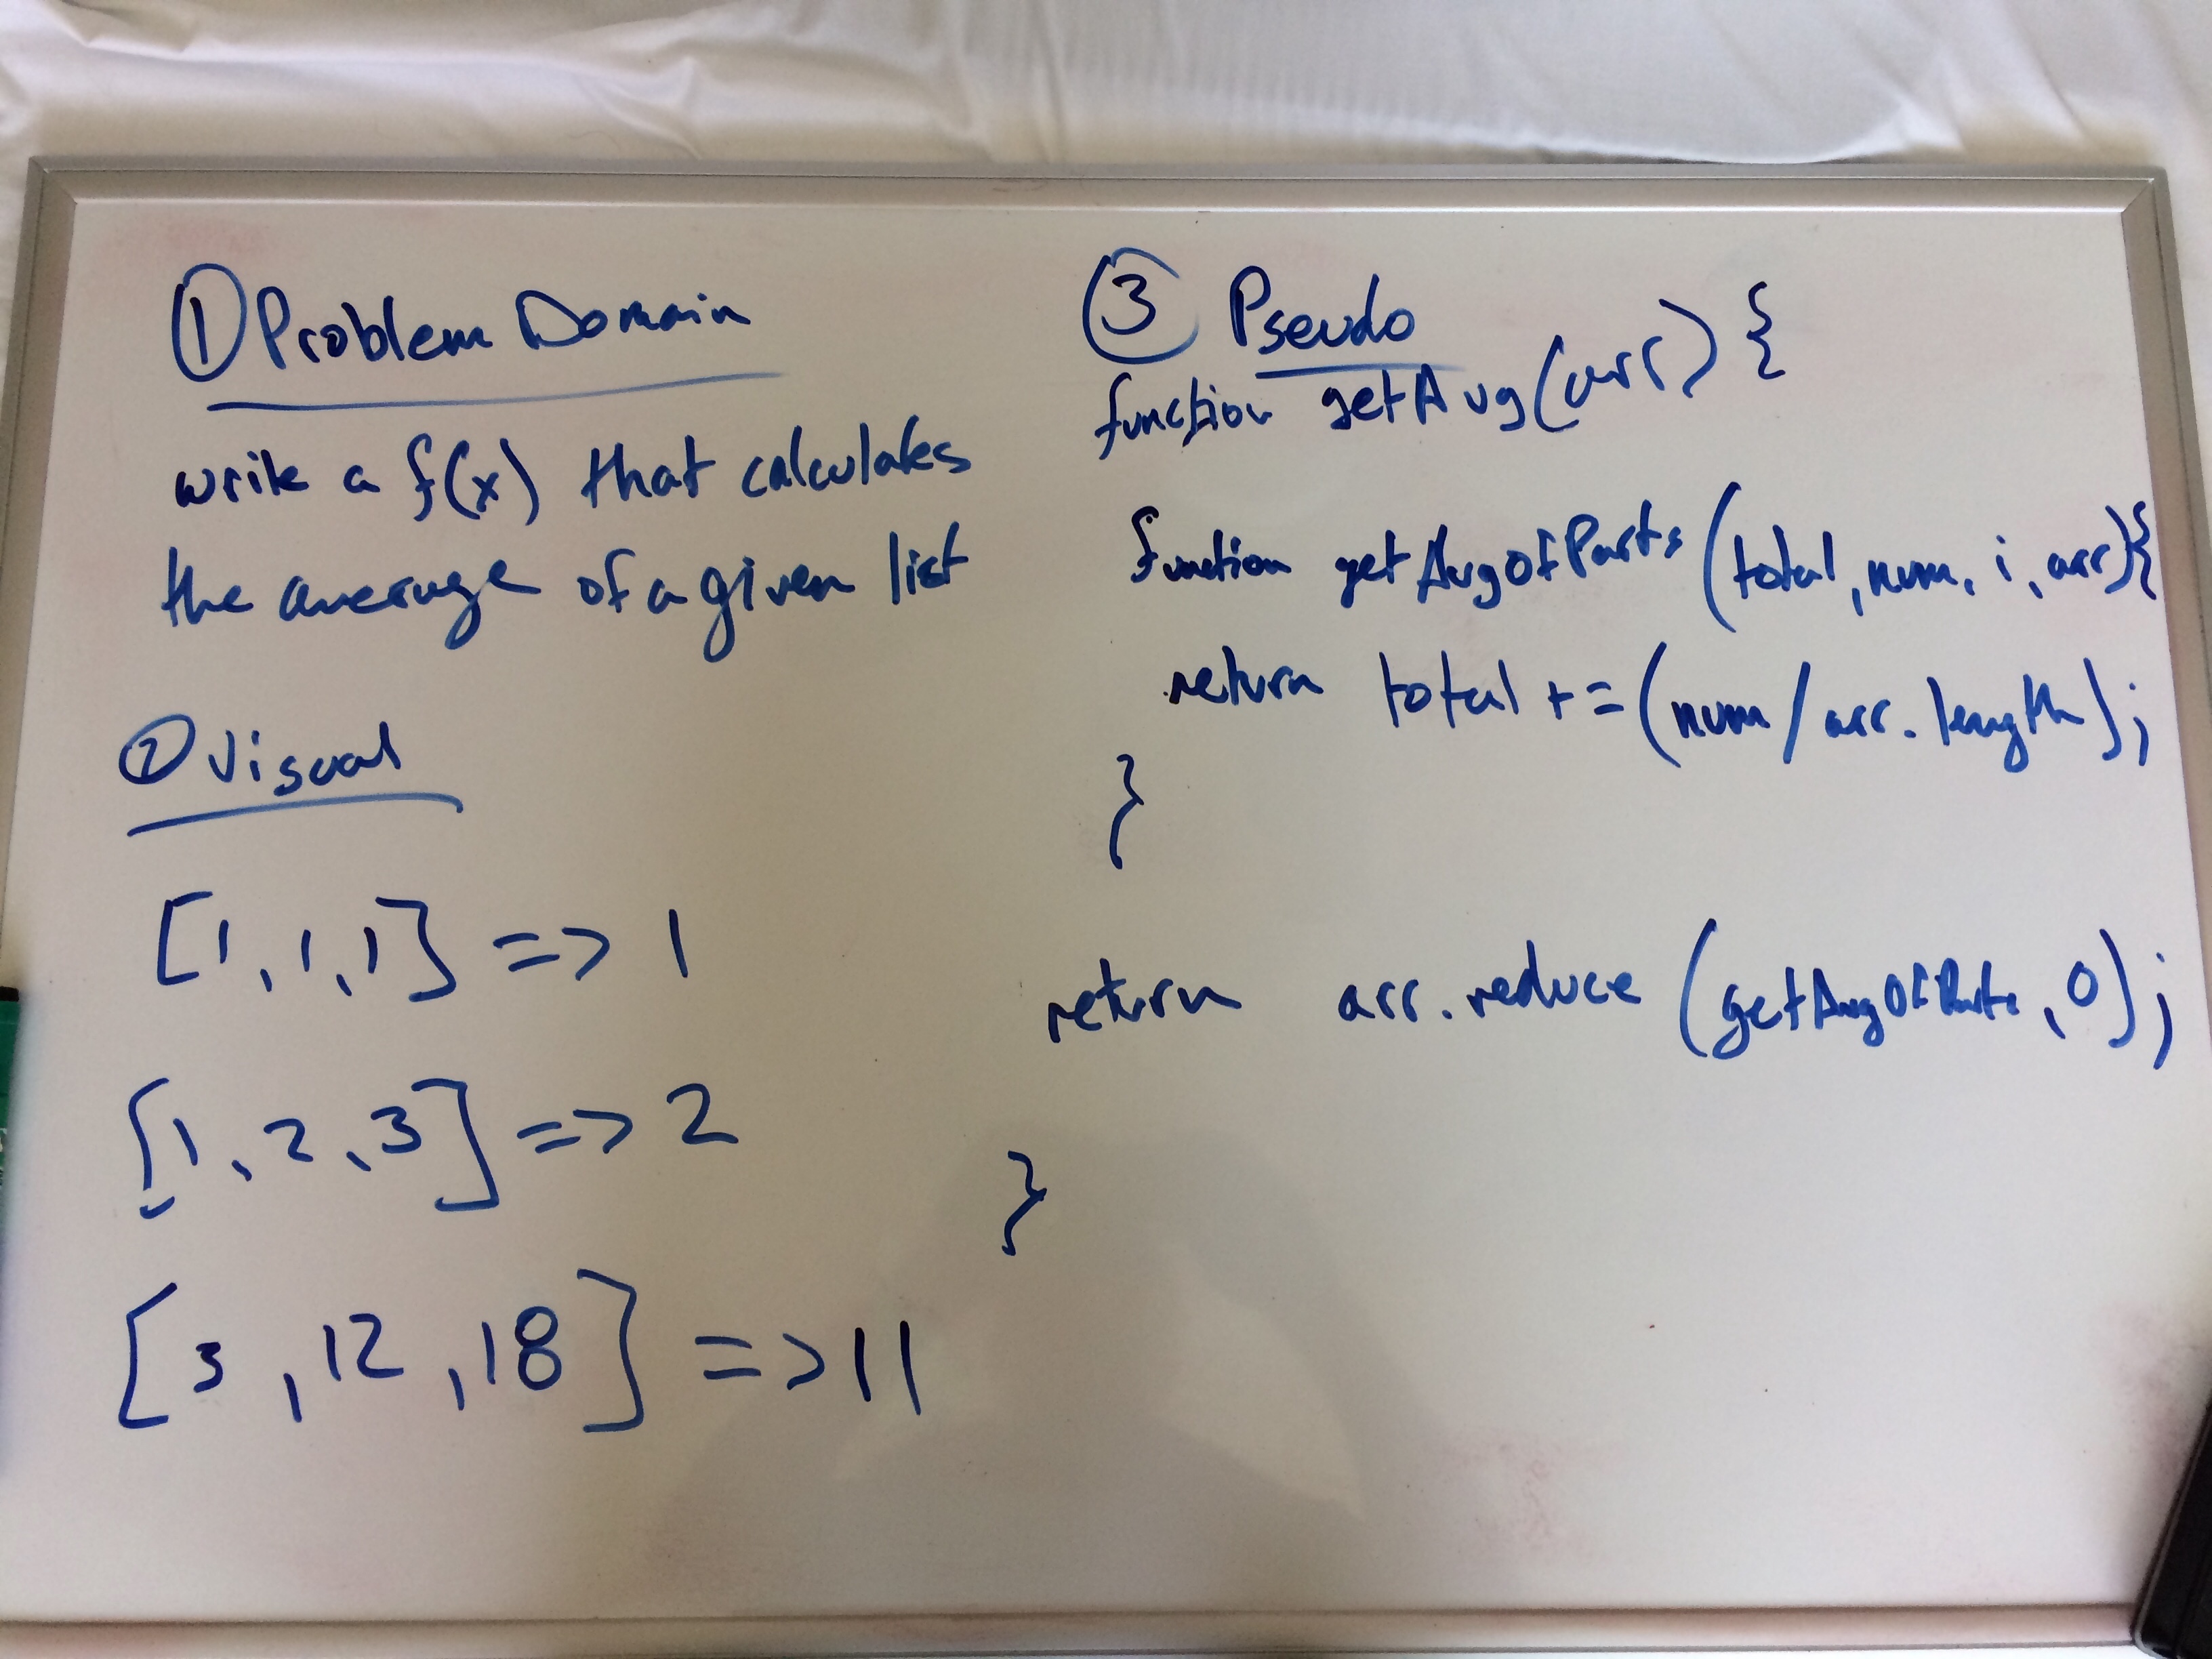 ① Problem Domain
write a f(x) that calculates
the average of a given list
② Visual
[1,1,1] => 1
[1,2,3] => 2
[3,12,18] => 11
③ Pseudo
function getAvg(arr) {
function getAvgOfParts(total, num, i, arr){
return total += (num/arr.length);
}
return arr.reduce(getAvgOfParts, 0);
}